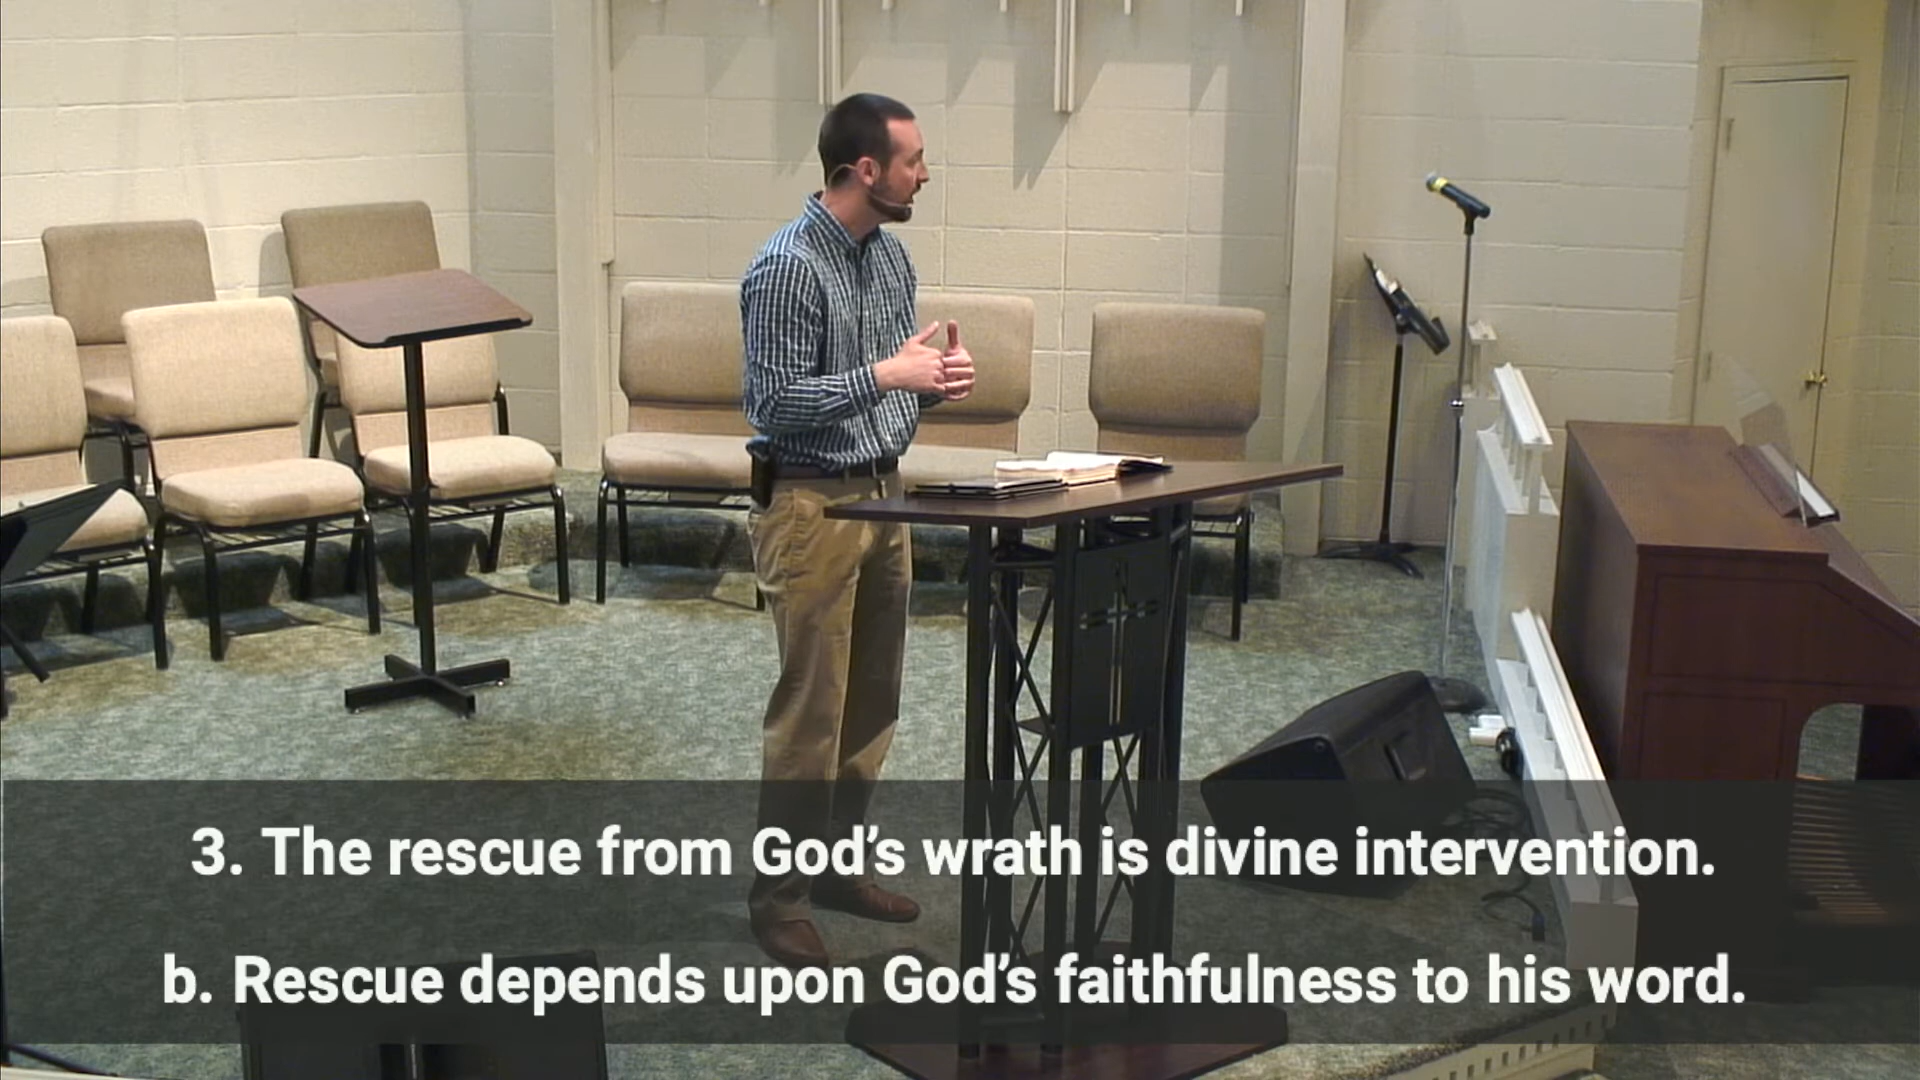 3. The rescue from God’s wrath is divine intervention.
b. Rescue depends upon God’s faithfulness to his word.